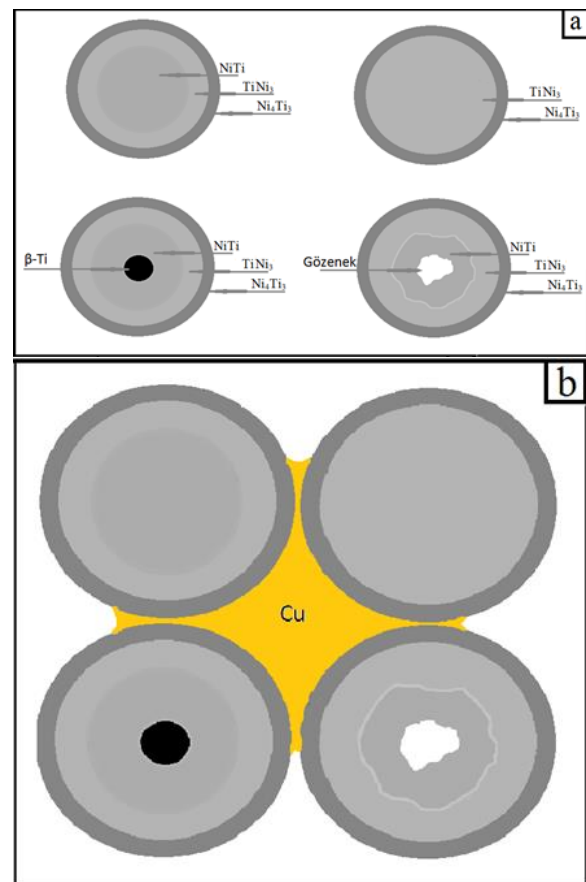 a
NiTi
TiNi₃
Ni₄Ti₃
TiNi₃
Ni₄Ti₃
β-Ti
NiTi
TiNi₃
Ni₄Ti₃
Gözenek
NiTi
TiNi₃
Ni₄Ti₃
b
Cu